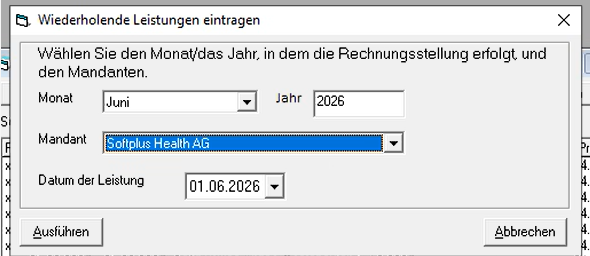 Wiederholende Leistungen eintragen
Wählen Sie den Monat/das Jahr, in dem die Rechnungsstellung erfolgt, und
den Mandanten.
Monat Juni Jahr 2026
Mandant Softplus Health AG
Datum der Leistung 01.06.2026
Ausführen Abbrechen